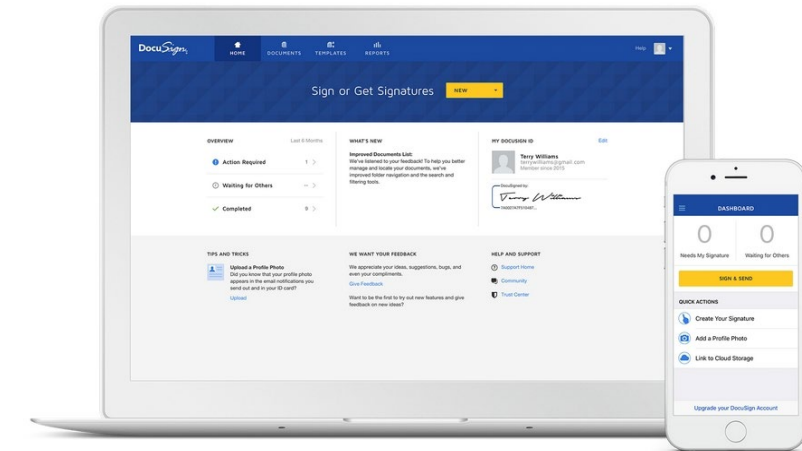 DocuSign
HOME
DOCUMENTS
TEMPLATES
REPORTS
Help
Sign or Get Signatures
NEW
OVERVIEW
Last 6 Months
Action Required
1
Waiting for Others
Completed
9
WHAT'S NEW
Improved Documents List:
We've listened to your feedback! To help you better
manage and locate your documents, we've
improved folder navigation and the search and
filtering tools.
MY DOCUSIGN ID
Edit
Terry Williams
terrywilliams@gmail.com
Member since 2015
DocuSigned by:
Terry Williams
TIPS AND TRICKS
Upload a Profile Photo
Did you know that your profile photo
appears in the email notifications you
send out and in your ID card?
Upload
WE WANT YOUR FEEDBACK
We appreciate your ideas, suggestions, bugs, and
even your compliments.
Give Feedback
Want to be the first to try out new features and give
feedback on new ideas?
HELP AND SUPPORT
Support Home
Community
Trust Center
DASHBOARD
0
0
Needs My Signature
Waiting for Others
SIGN & SEND
QUICK ACTIONS
Create Your Signature
Add a Profile Photo
Link to Cloud Storage
Upgrade your DocuSign Account